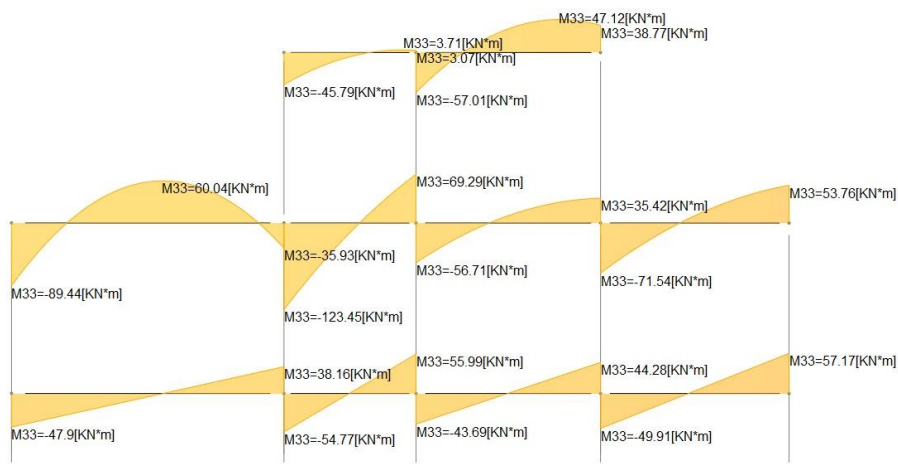 M33=47.12[KN*m]
M33=38.77[KN*m]
M33=3.71[KN*m]
M33=3.07[KN*m]
M33=-45.79[KN*m]
M33=-57.01[KN*m]
M33=60.04[KN*m]
M33=69.29[KN*m]
M33=53.76[KN*m]
M33=35.42[KN*m]
M33=-35.93[KN*m]
M33=-56.71[KN*m]
M33=-71.54[KN*m]
M33=-89.44[KN*m]
M33=-123.45[KN*m]
M33=55.99[KN*m]
M33=57.17[KN*m]
M33=38.16[KN*m]
M33=44.28[KN*m]
M33=-47.9[KN*m]
M33=-54.77[KN*m]
M33=-43.69[KN*m]
M33=-49.91[KN*m]